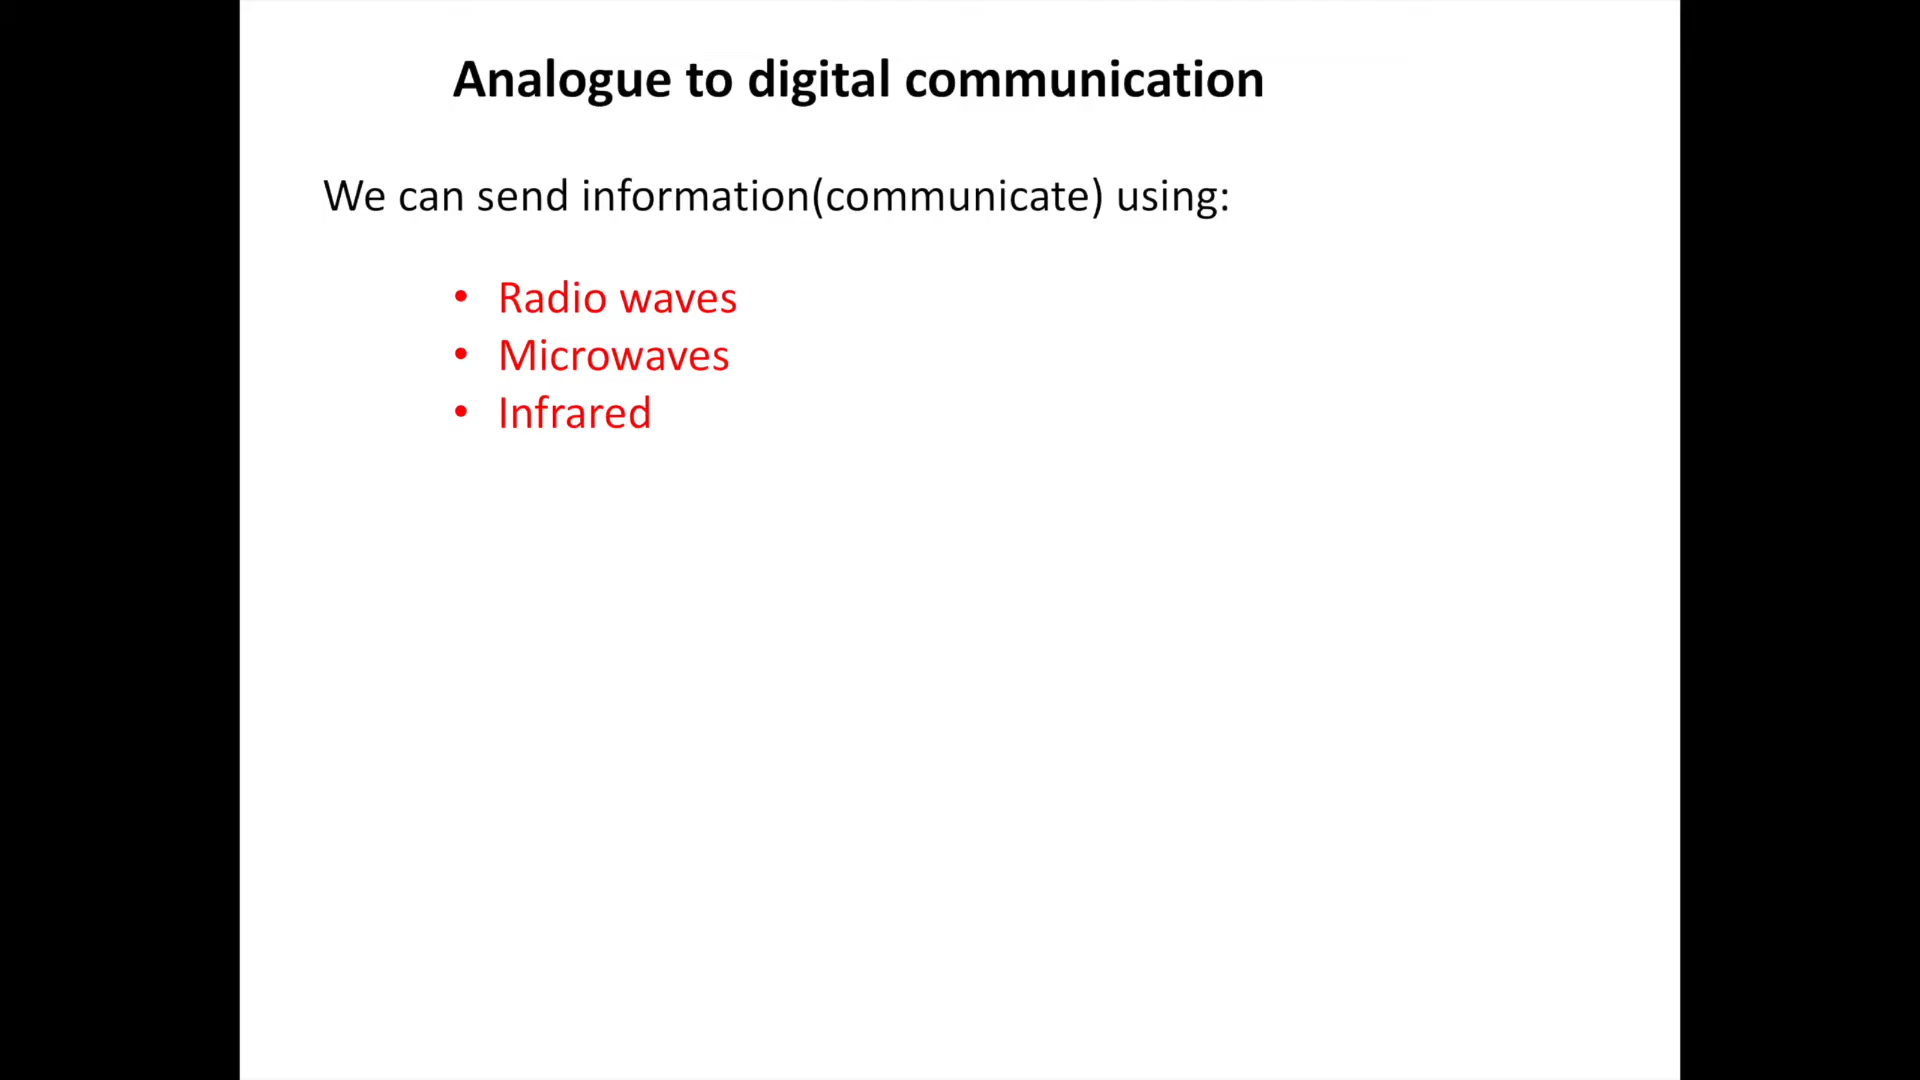 Analogue to digital communication
We can send information(communicate) using:
• Radio waves
• Microwaves
• Infrared